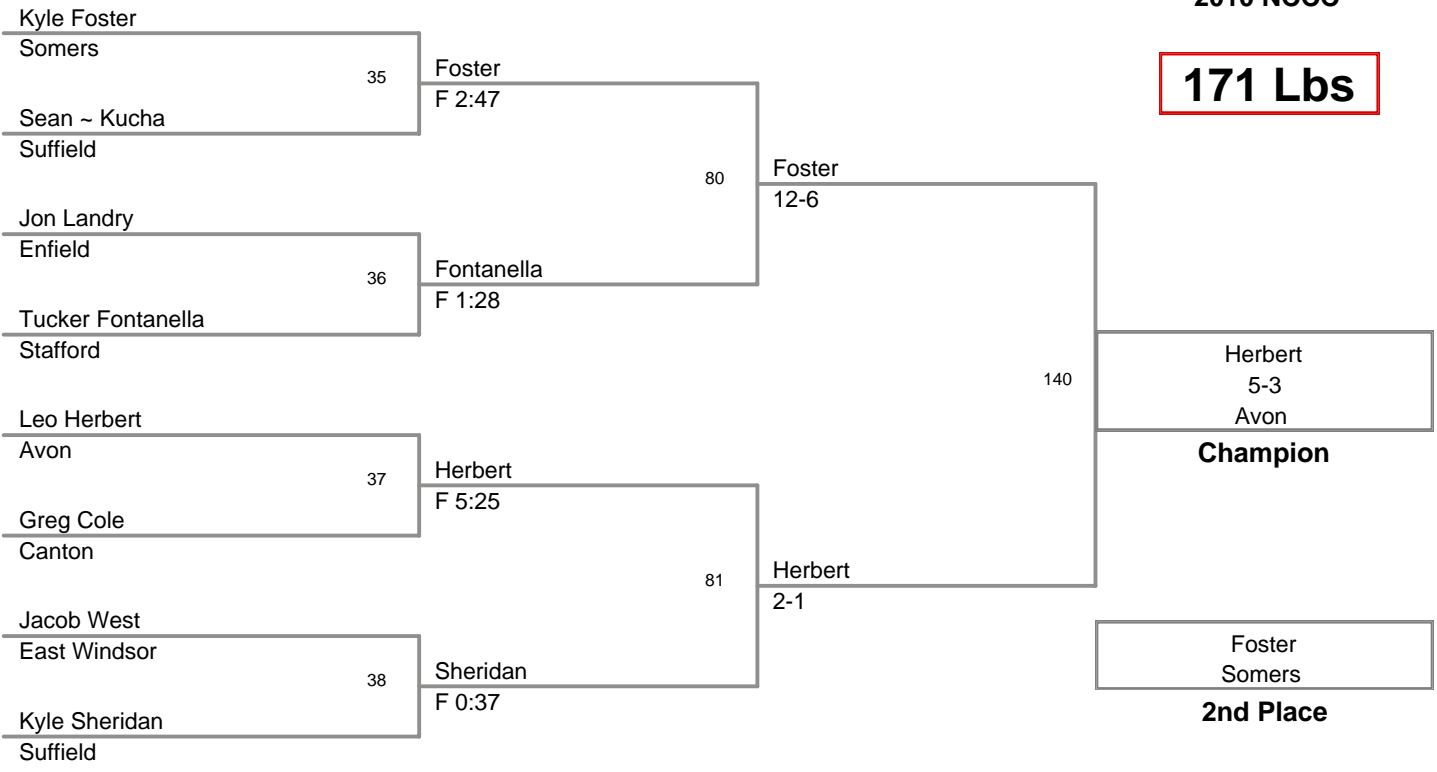 2010 NCCC
171 Lbs
Kyle Foster
Somers
35
Sean ~ Kucha
Suffield
Foster
F 2:47
Jon Landry
Enfield
36
Tucker Fontanella
Stafford
Fontanella
F 1:28
80
Foster
12-6
Leo Herbert
Avon
37
Greg Cole
Canton
Herbert
F 5:25
Jacob West
East Windsor
38
Kyle Sheridan
Suffield
Sheridan
F 0:37
81
Herbert
2-1
140
Herbert
5-3
Avon
Champion
Foster
Somers
2nd Place